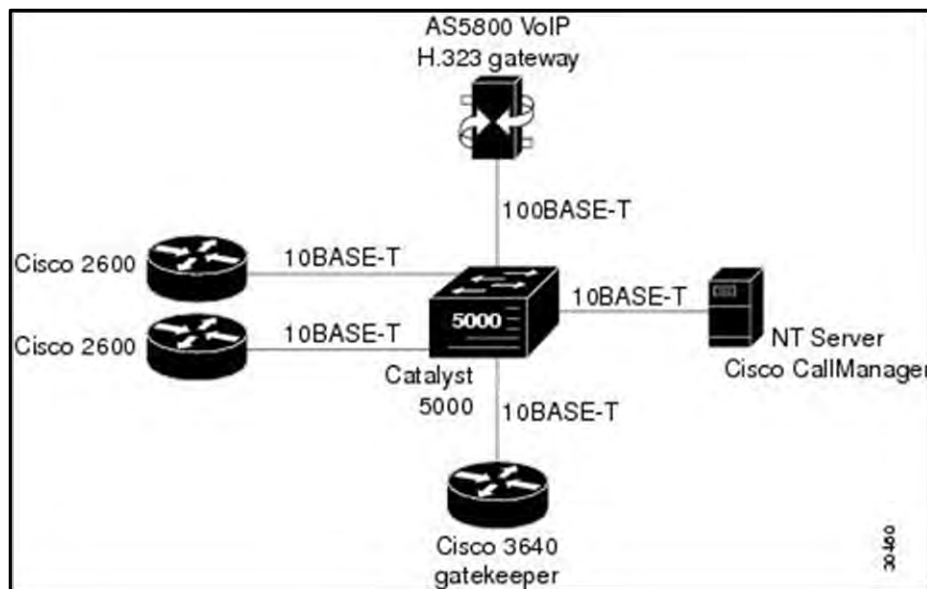 AS5800 VoIP
H.323 gateway
100BASE-T
Cisco 2600
10BASE-T
10BASE-T
5000
Cisco 2600
10BASE-T
NT Server
Cisco CallManager
Catalyst
5000
10BASE-T
Cisco 3640
gatekeeper
30460